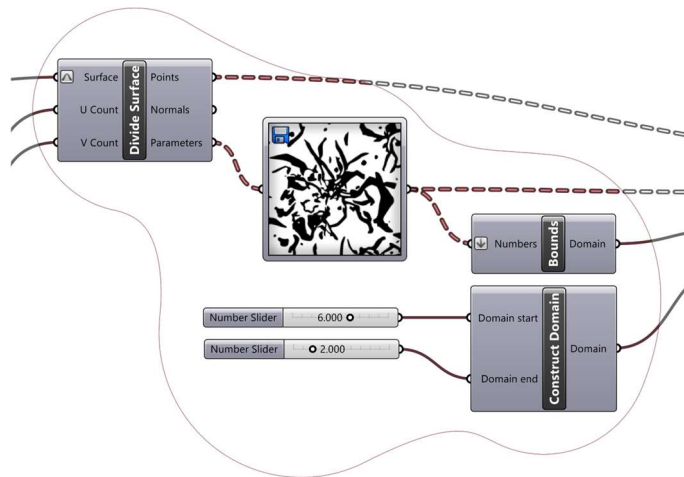 Surface
Points
U Count
Normals
V Count
Parameters
Divide Surface
Numbers
Domain
Bounds
Number Slider
6.000
Number Slider
2.000
Domain start
Domain
Domain end
Construct Domain